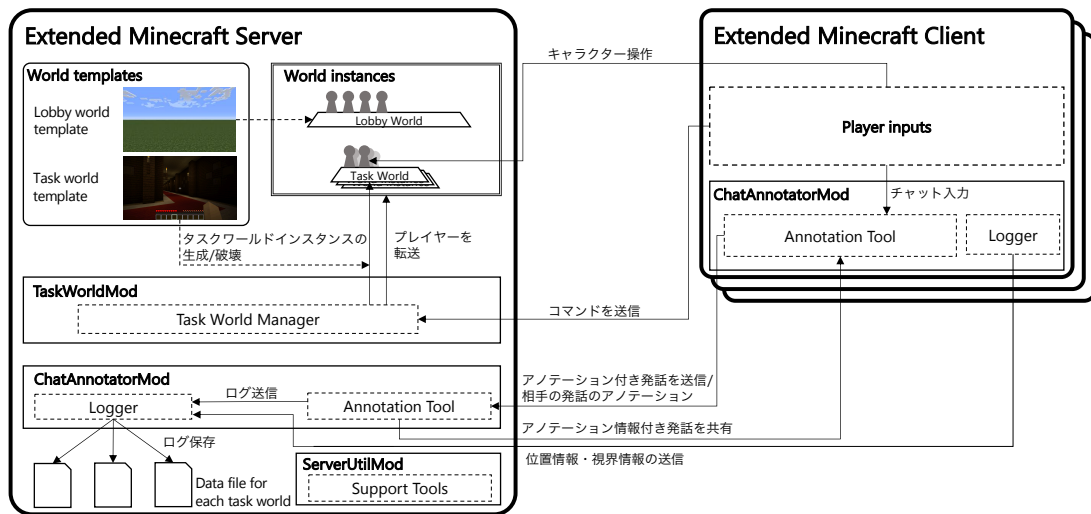 Extended Minecraft Server
World templates
Lobby world
template
Task world
template
World instances
Lobby World
Task World
タスクワールドインスタンスの
生成/破壊
プレイヤーを
転送
TaskWorldMod
Task World Manager
ChatAnnotatorMod
Logger
ログ送信
Annotation Tool
ログ保存
Data file for
each task world
ServerUtilMod
Support Tools
キャラクター操作
コマンドを送信
アノテーション付き発話を送信/
相手の発話のアノテーション
アノテーション情報付き発話を共有
位置情報・視界情報の送信
Extended Minecraft Client
Player inputs
チャット入力
ChatAnnotatorMod
Annotation Tool
Logger